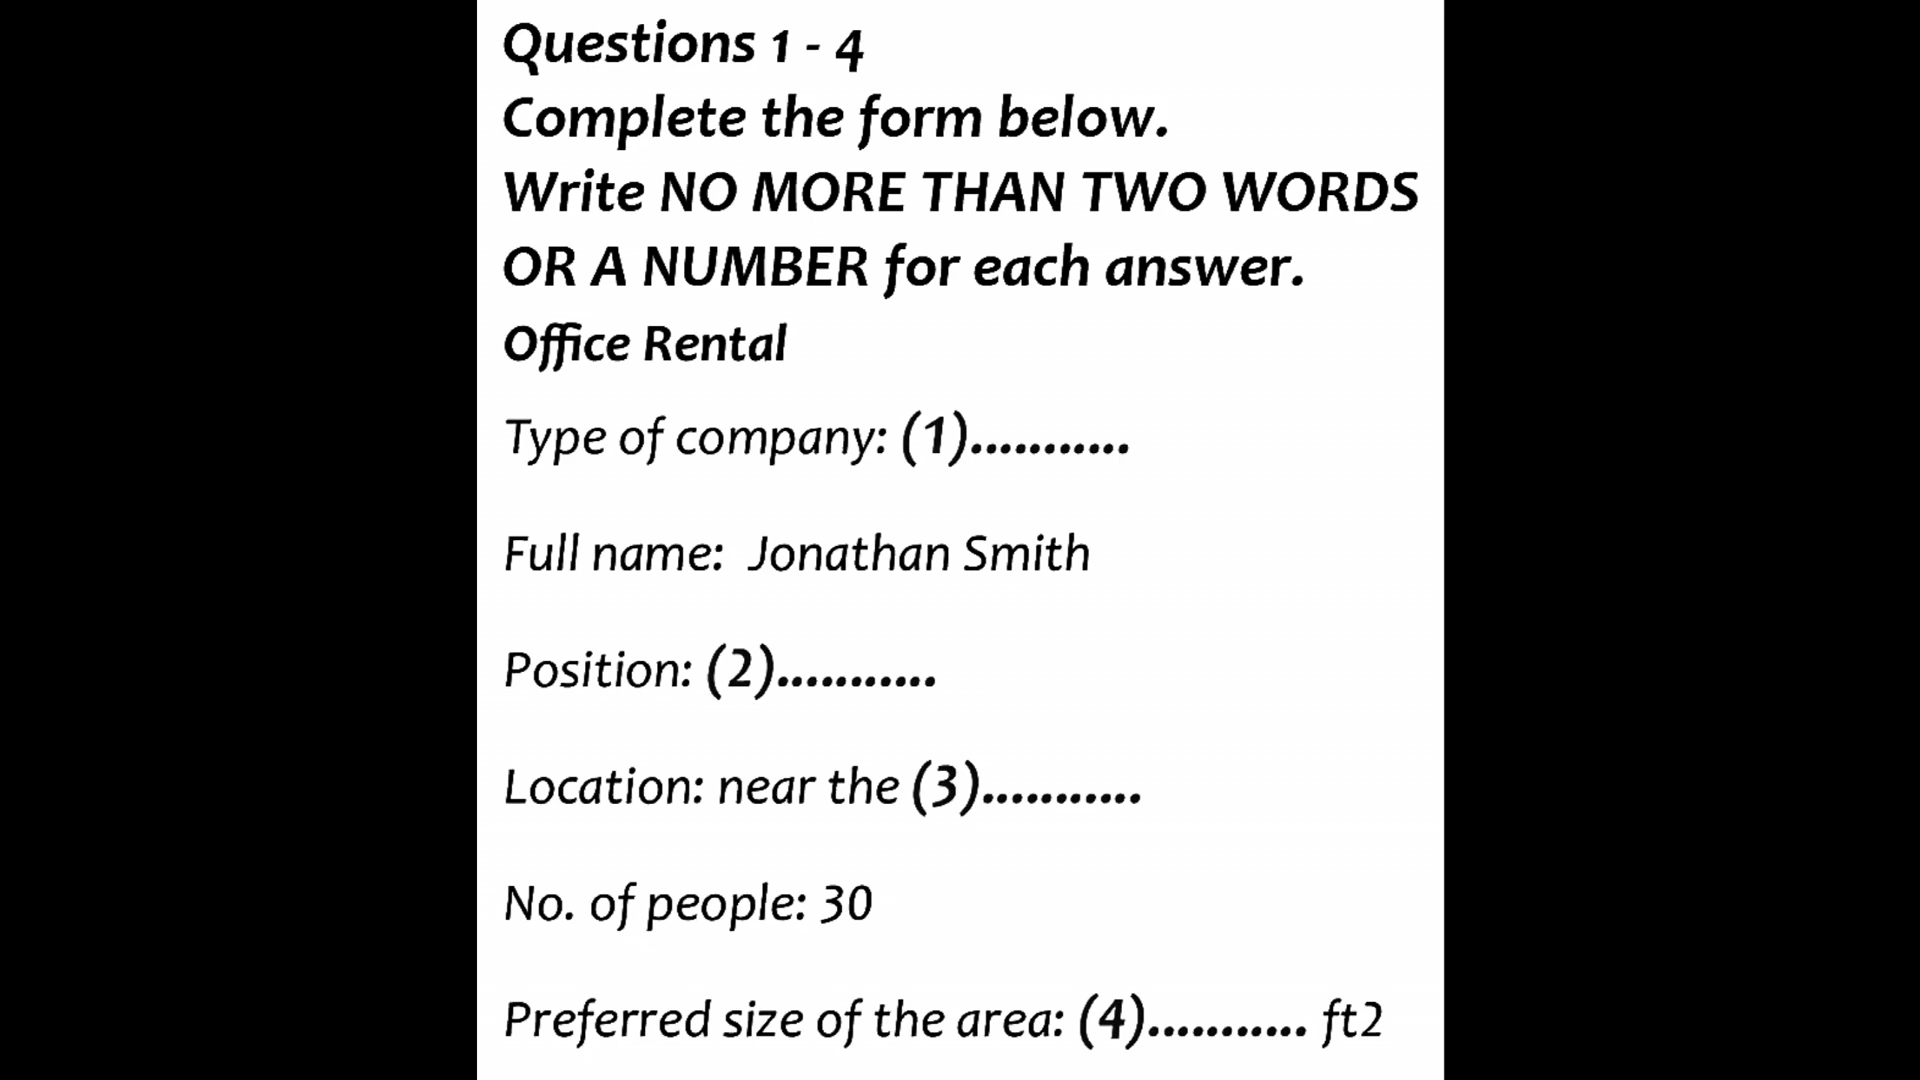 Questions 1 - 4
Complete the form below.
Write NO MORE THAN TWO WORDS
OR A NUMBER for each answer.
Office Rental
Type of company: (1)...........
Full name: Jonathan Smith
Position: (2)...........
Location: near the (3)...........
No. of people: 30
Preferred size of the area: (4)........... ft2